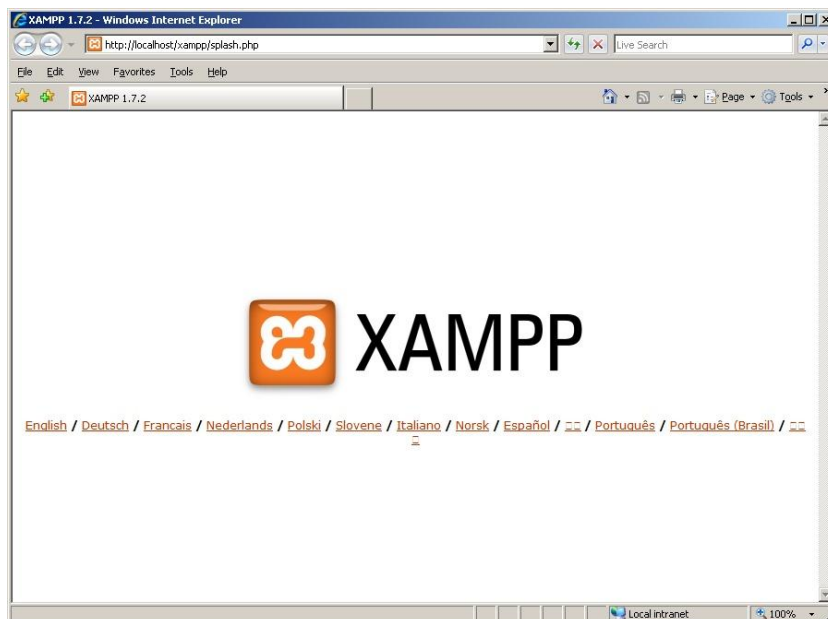 XAMPP 1.7.2 - Windows Internet Explorer
http://localhost/xampp/splash.php Live Search
File Edit View Favorites Tools Help
XAMPP 1.7.2 Page Tools
XAMPP
English / Deutsch / Francais / Nederlands / Polski / Slovene / Italiano / Norsk / Español / □□ / Português / Português (Brasil) / □□
□
Local intranet 100%